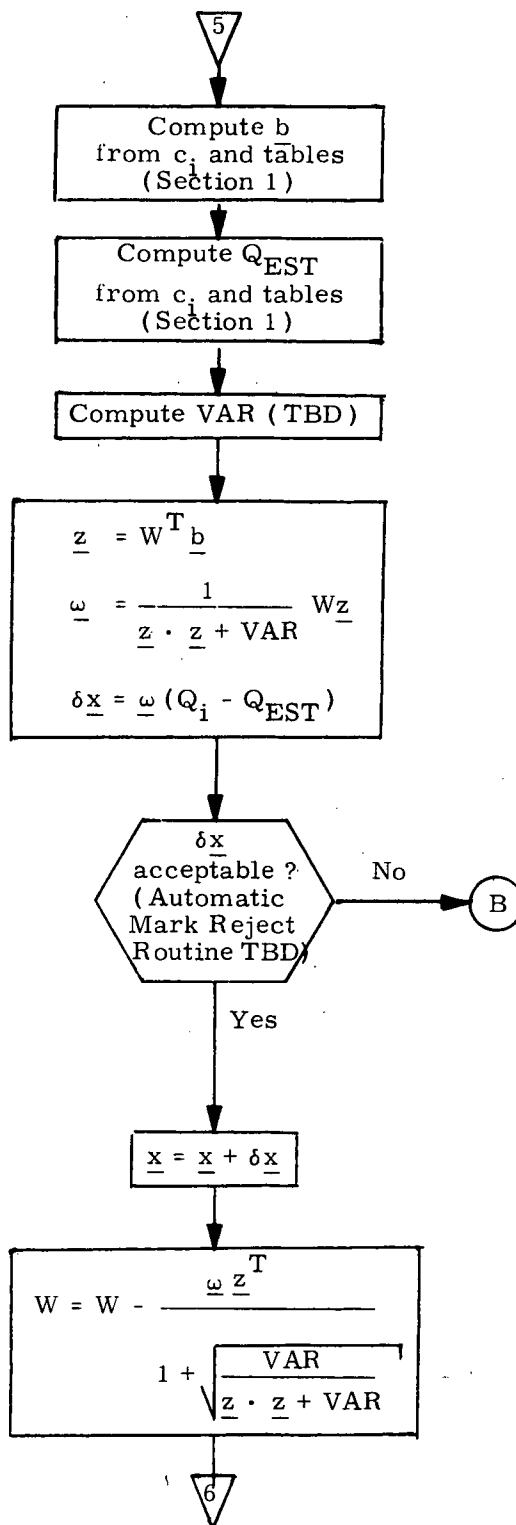 5
Compute b
from c_i and tables
(Section 1)
Compute Q_EST
from c_i and tables
(Section 1)
Compute VAR (TBD)
z = W^T b
ω = 1 / (z · z + VAR) Wz
δx = ω (Q_i - Q_EST)
δx
acceptable ?
(Automatic
Mark Reject
Routine TBD)
No
B
Yes
x = x + δx
W = W - ω z^T / (1 + √(VAR / (z · z + VAR)))
6